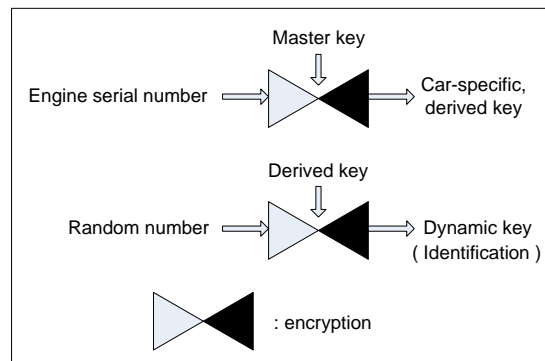 Master key
Engine serial number
Car-specific,
derived key
Derived key
Random number
Dynamic key
( Identification )
: encryption